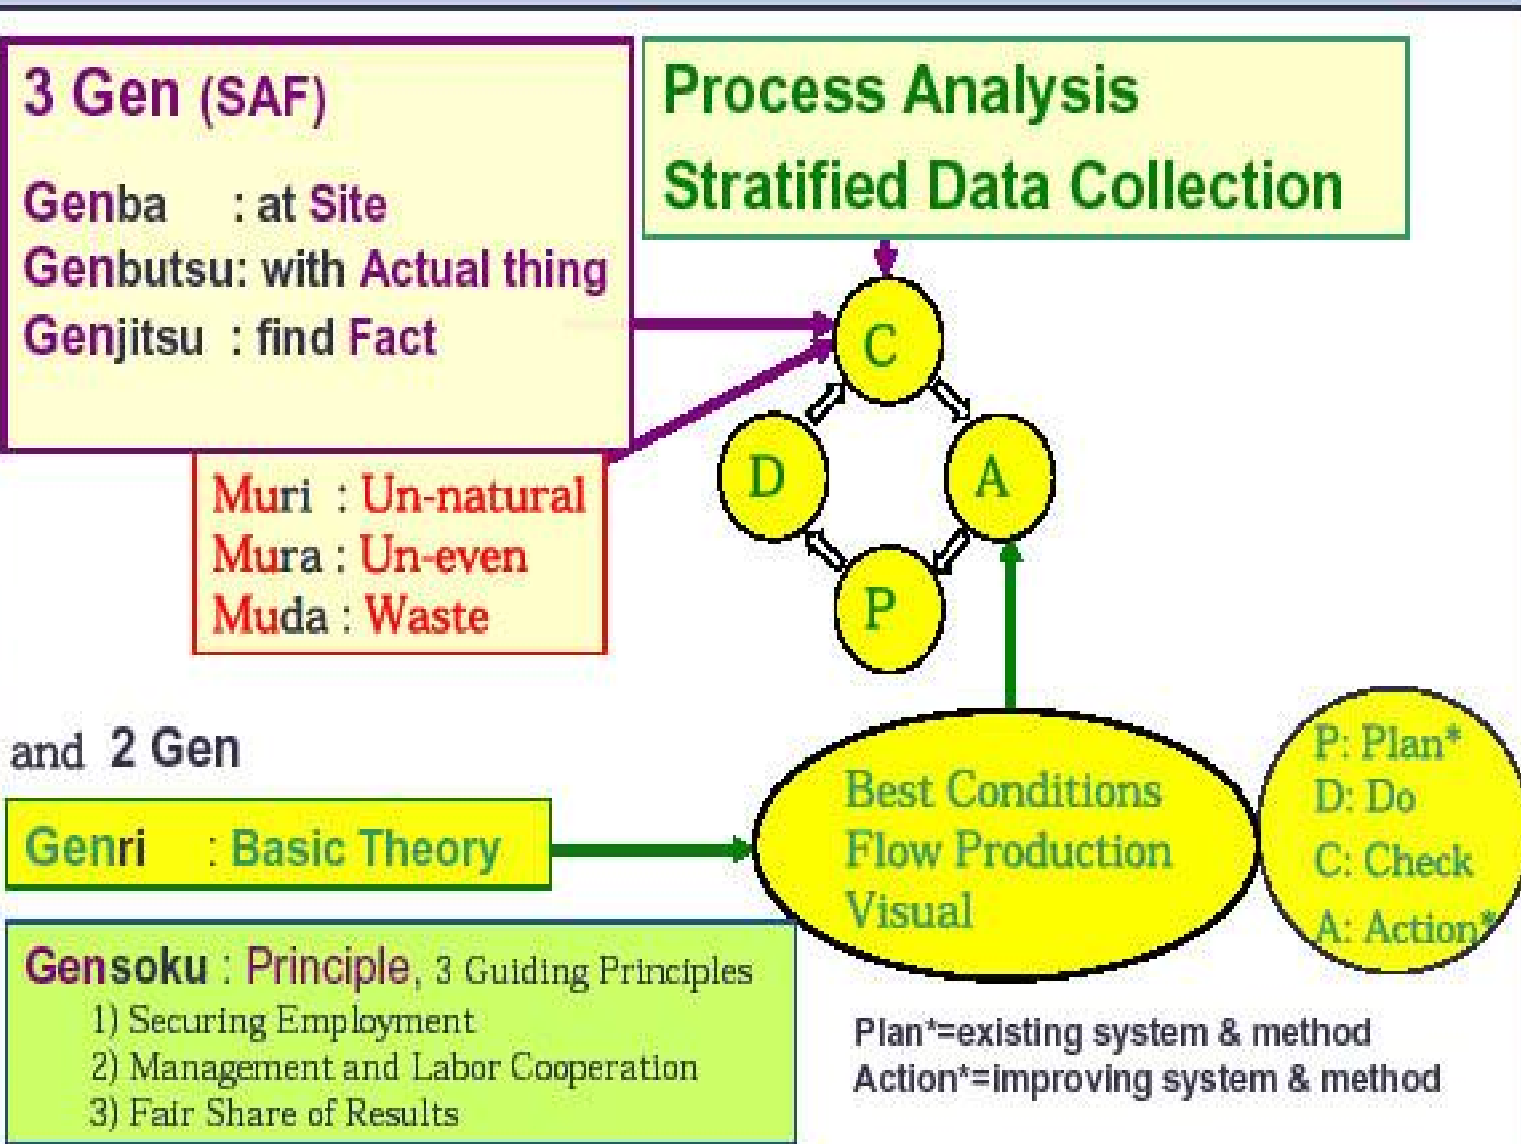 3 Gen (SAF)
Genba : at Site
Genbutsu: with Actual thing
Genjitsu : find Fact
Process Analysis
Stratified Data Collection
C
D
A
P
Muri : Un-natural
Mura : Un-even
Muda : Waste
and 2 Gen
Genri : Basic Theory
Best Conditions
Flow Production
Visual
P: Plan*
D: Do
C: Check
A: Action*
Gensoku : Principle, 3 Guiding Principles
1) Securing Employment
2) Management and Labor Cooperation
3) Fair Share of Results
Plan*=existing system & method
Action*=improving system & method